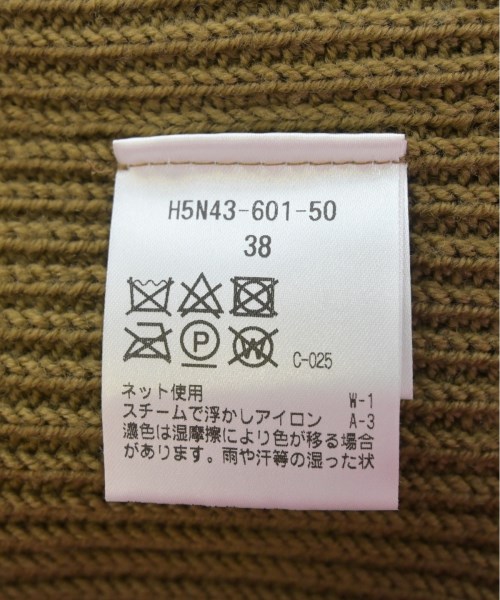 H5N43-601-50
38
P
W
C-025
ネット使用 W-1
スチームで浮かしアイロン A-3
濃色は湿摩擦により色が移る場合
があります。雨や汗等の湿った状